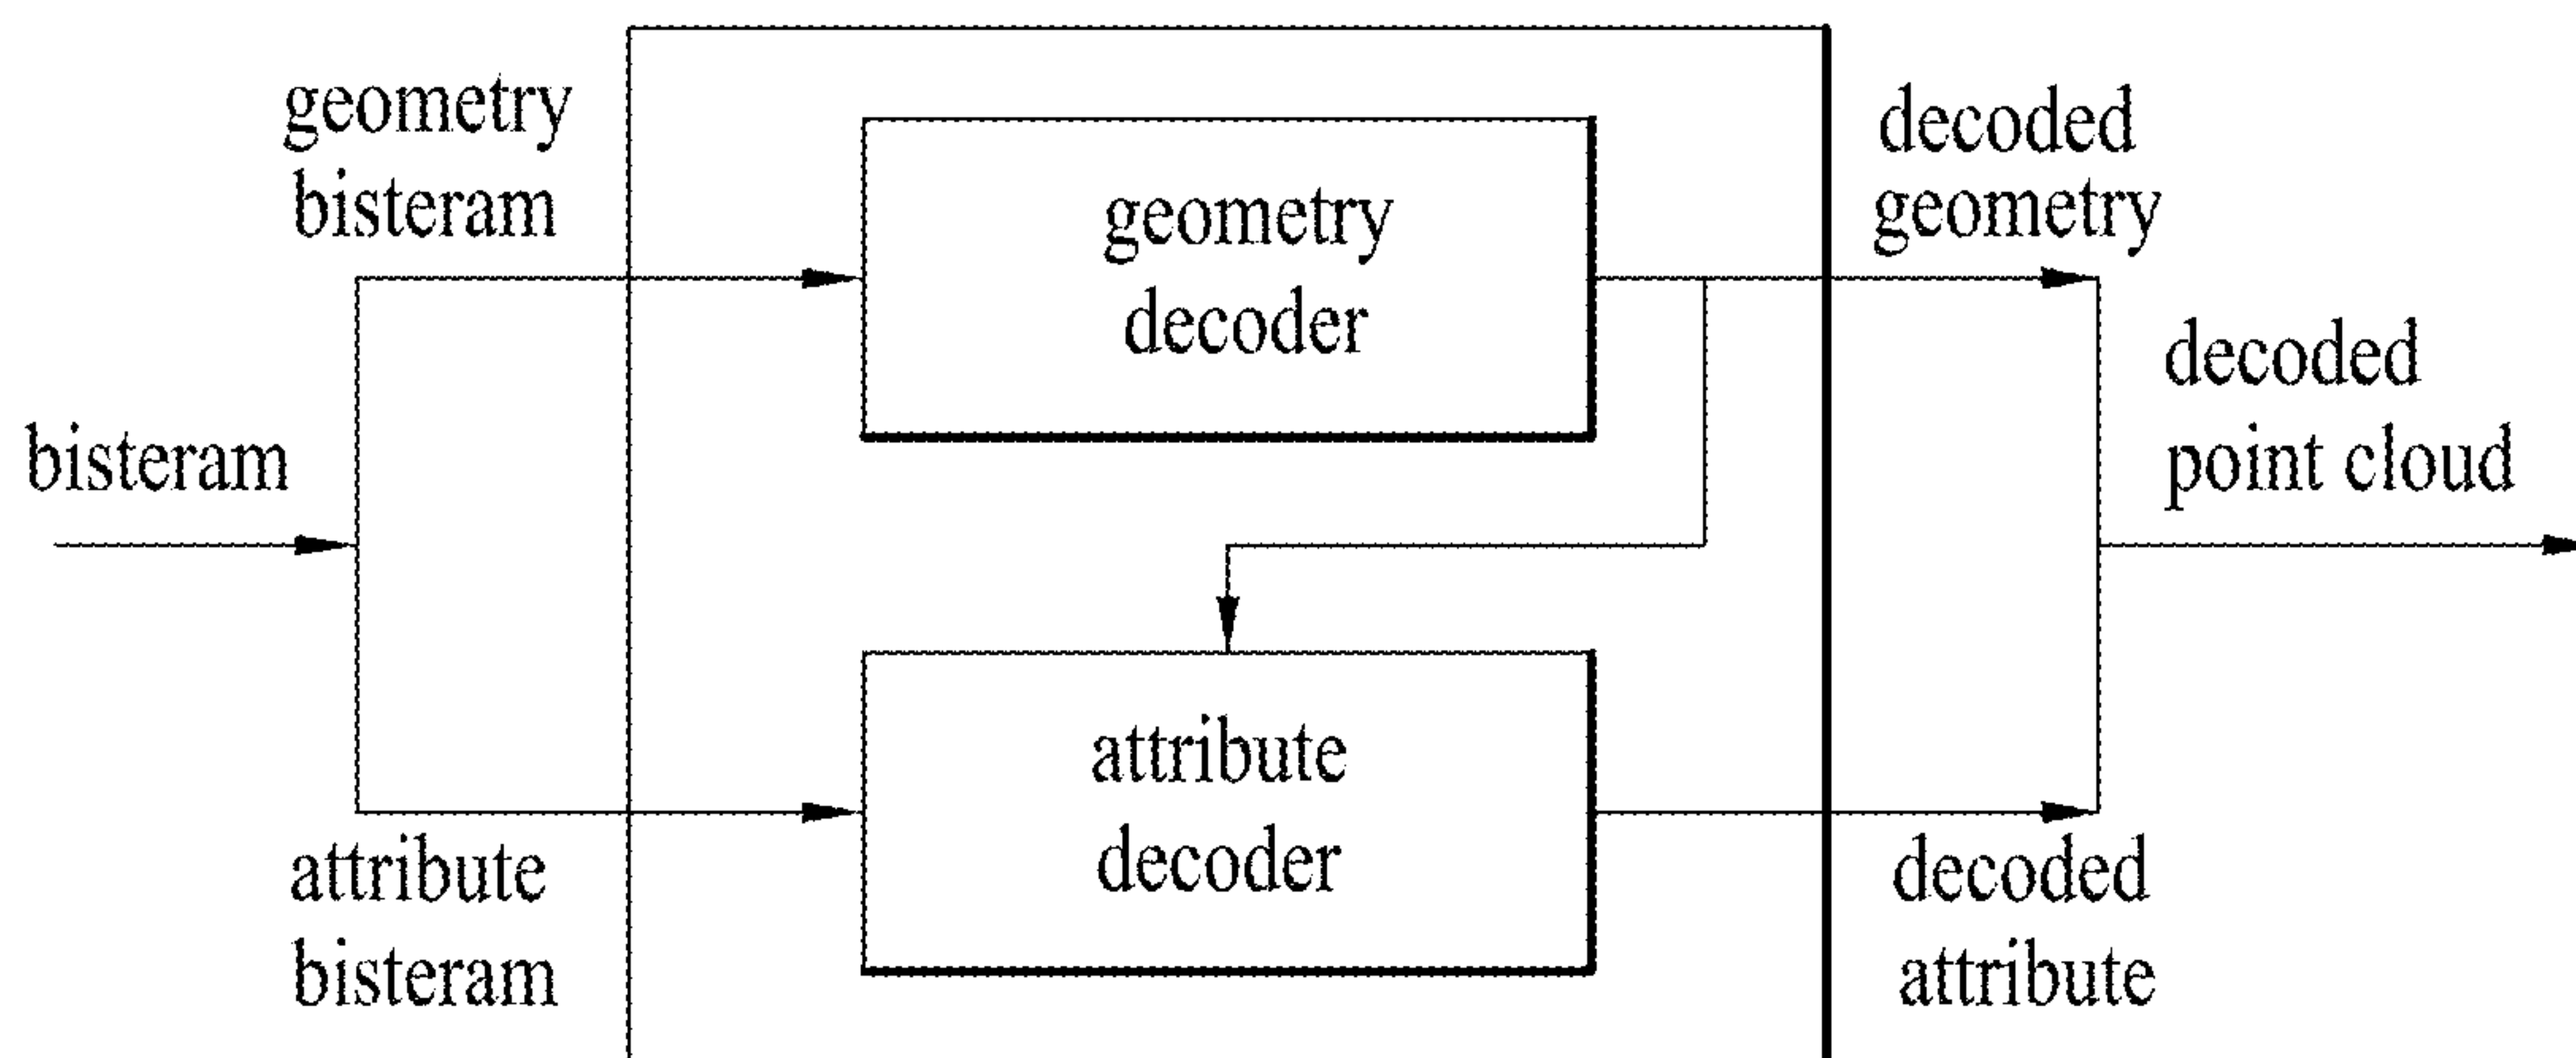 bisteram
geometry
bisteram
attribute
bisteram
geometry
decoder
attribute
decoder
decoded
geometry
decoded
attribute
decoded
point cloud